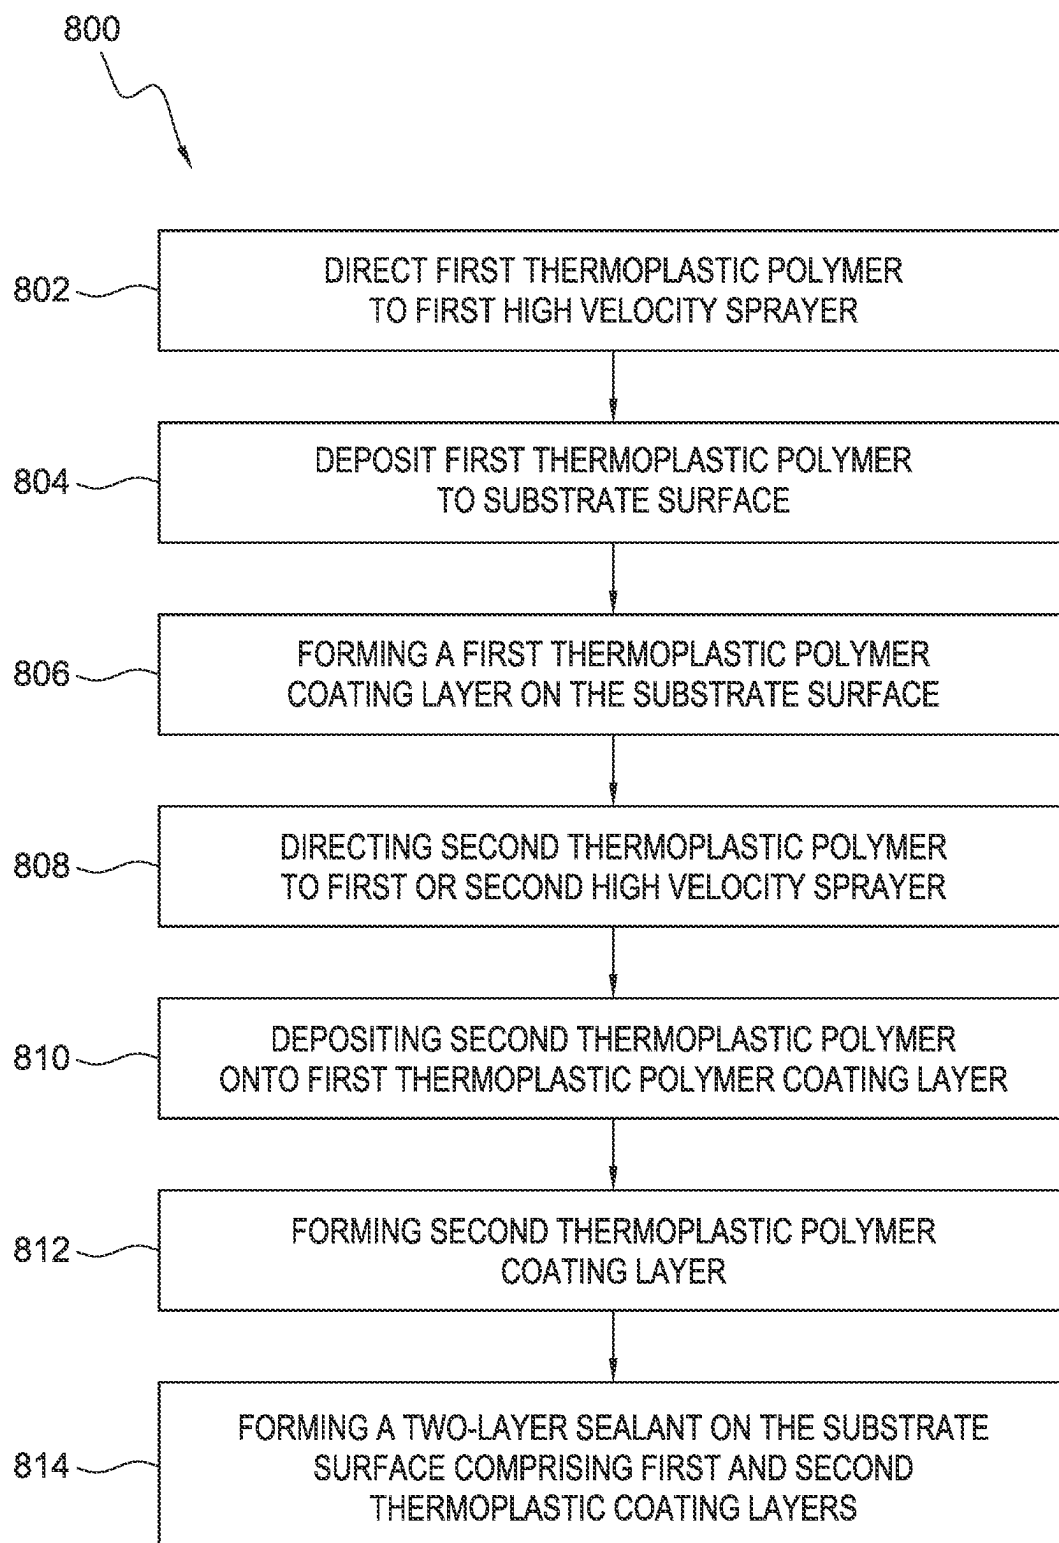 800
802
DIRECT FIRST THERMOPLASTIC POLYMER
TO FIRST HIGH VELOCITY SPRAYER
804
DEPOSIT FIRST THERMOPLASTIC POLYMER
TO SUBSTRATE SURFACE
806
FORMING A FIRST THERMOPLASTIC POLYMER
COATING LAYER ON THE SUBSTRATE SURFACE
808
DIRECTING SECOND THERMOPLASTIC POLYMER
TO FIRST OR SECOND HIGH VELOCITY SPRAYER
810
DEPOSITING SECOND THERMOPLASTIC POLYMER
ONTO FIRST THERMOPLASTIC POLYMER COATING LAYER
812
FORMING SECOND THERMOPLASTIC POLYMER
COATING LAYER
814
FORMING A TWO-LAYER SEALANT ON THE SUBSTRATE
SURFACE COMPRISING FIRST AND SECOND
THERMOPLASTIC COATING LAYERS